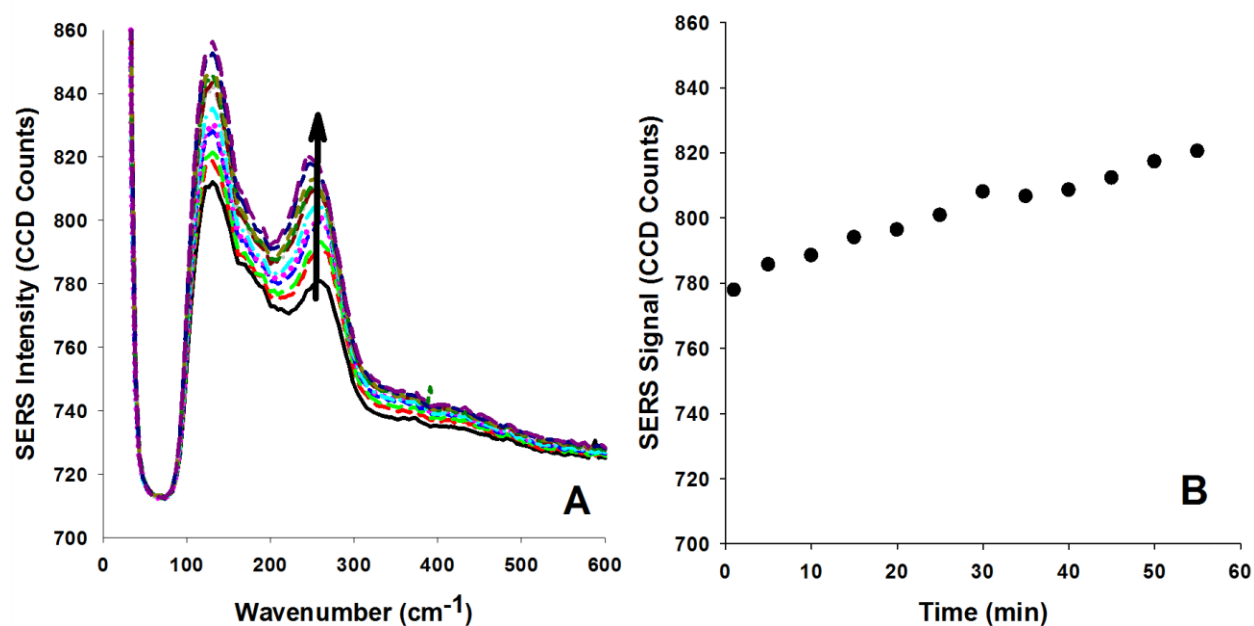 860
840
820
800
780
760
740
720
700
SERS Intensity (CCD Counts)
0 100 200 300 400 500 600
Wavenumber (cm-1)
A
860
840
820
800
780
760
740
720
700
SERS Signal (CCD Counts)
0 10 20 30 40 50 60
Time (min)
B